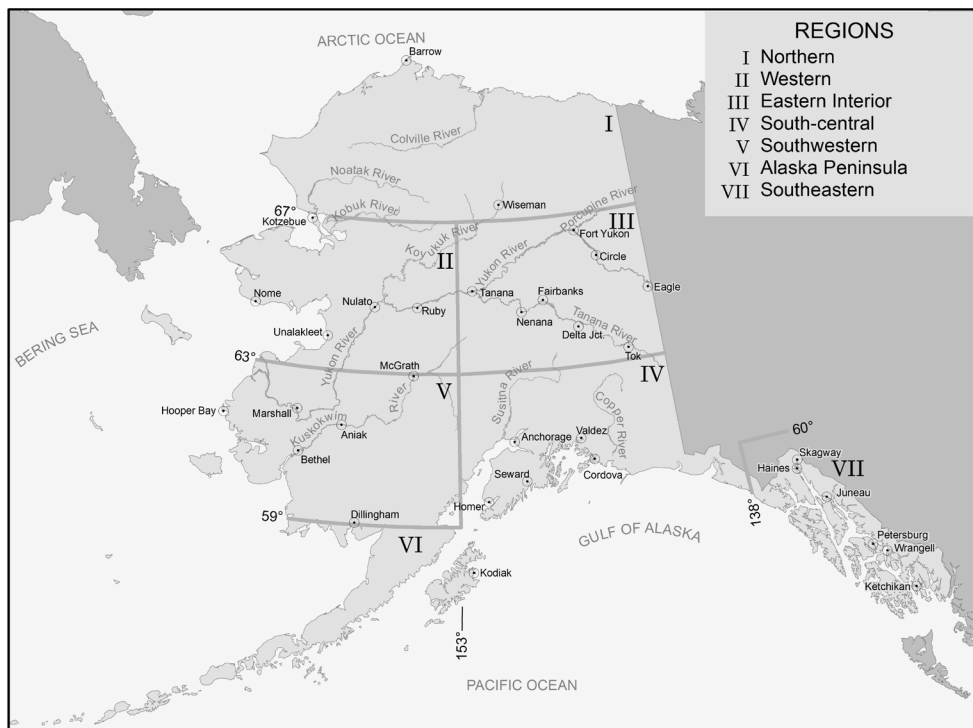 REGIONS
I Northern
II Western
III Eastern Interior
IV South-central
V Southwestern
VI Alaska Peninsula
VII Southeastern
ARCTIC OCEAN
Barrow
I
Colville River
Noatak River
Wiseman
67°
Kotzebue
Kobuk River
Porcupine River
III
Fort Yukon
Koyukuk River
II
Yukon River
Circle
Eagle
Nome
Nulato
Ruby
Tanana
Fairbanks
Nenana
Tanana River
Delta Jct.
Tok
BERING SEA
Unalakleet
Yukon River
63°
McGrath
V
IV
Susitna River
Copper River
Hooper Bay
Marshall
Kuskokwim
River
Aniak
Bethel
Anchorage
Valdez
Cordova
Seward
Homer
60°
Skagway
Haines
VII
138°
Juneau
59°
Dillingham
VI
GULF OF ALASKA
Petersburg
Wrangell
Kodiak
Ketchikan
153°
PACIFIC OCEAN